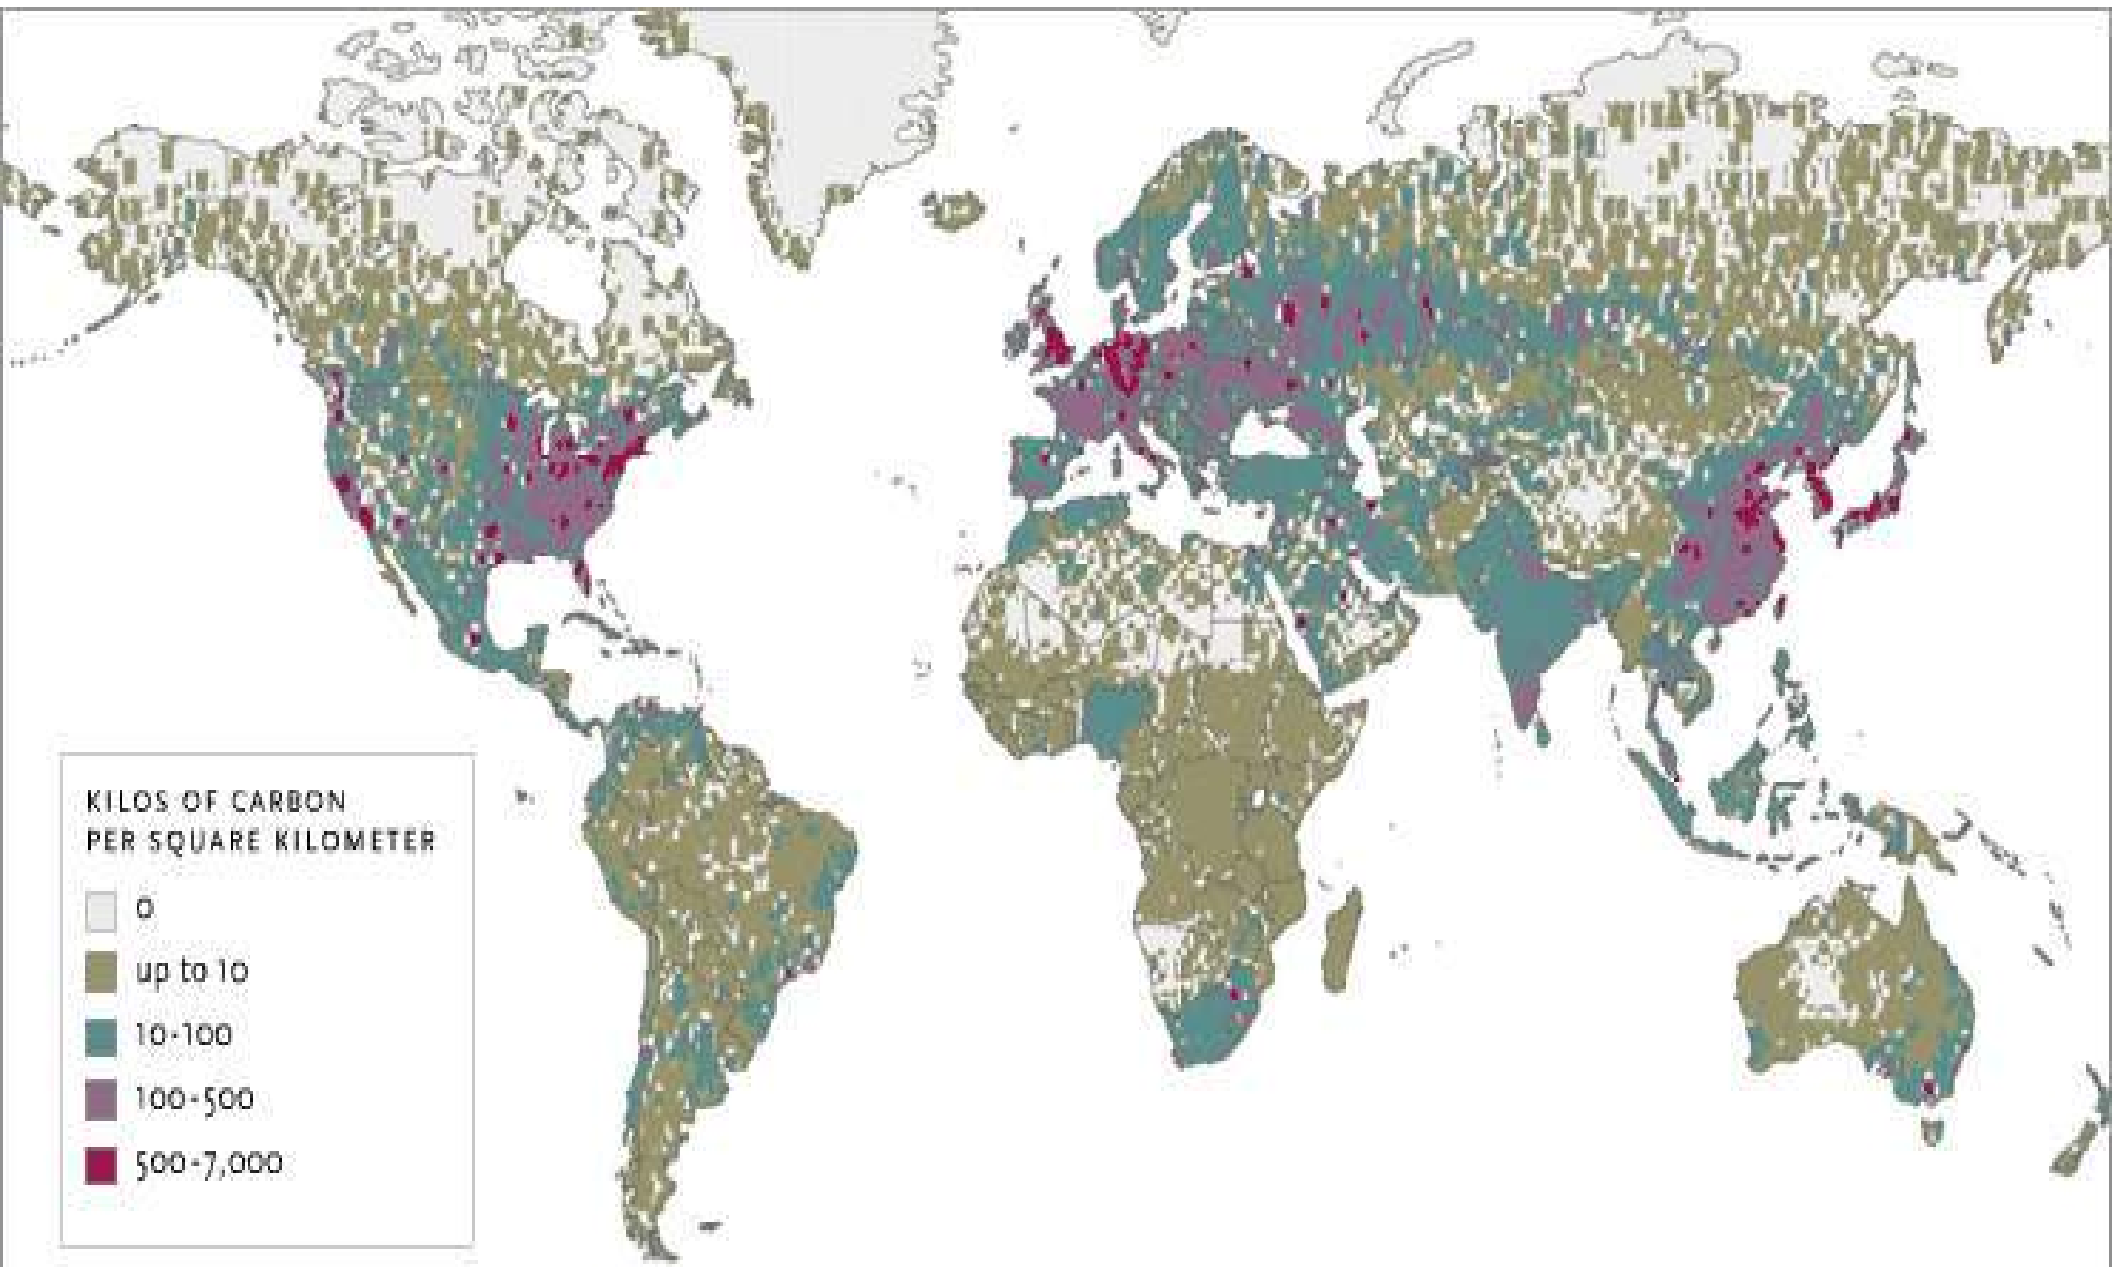 KILOS OF CARBON
PER SQUARE KILOMETER
0
up to 10
10-100
100-500
500-7,000